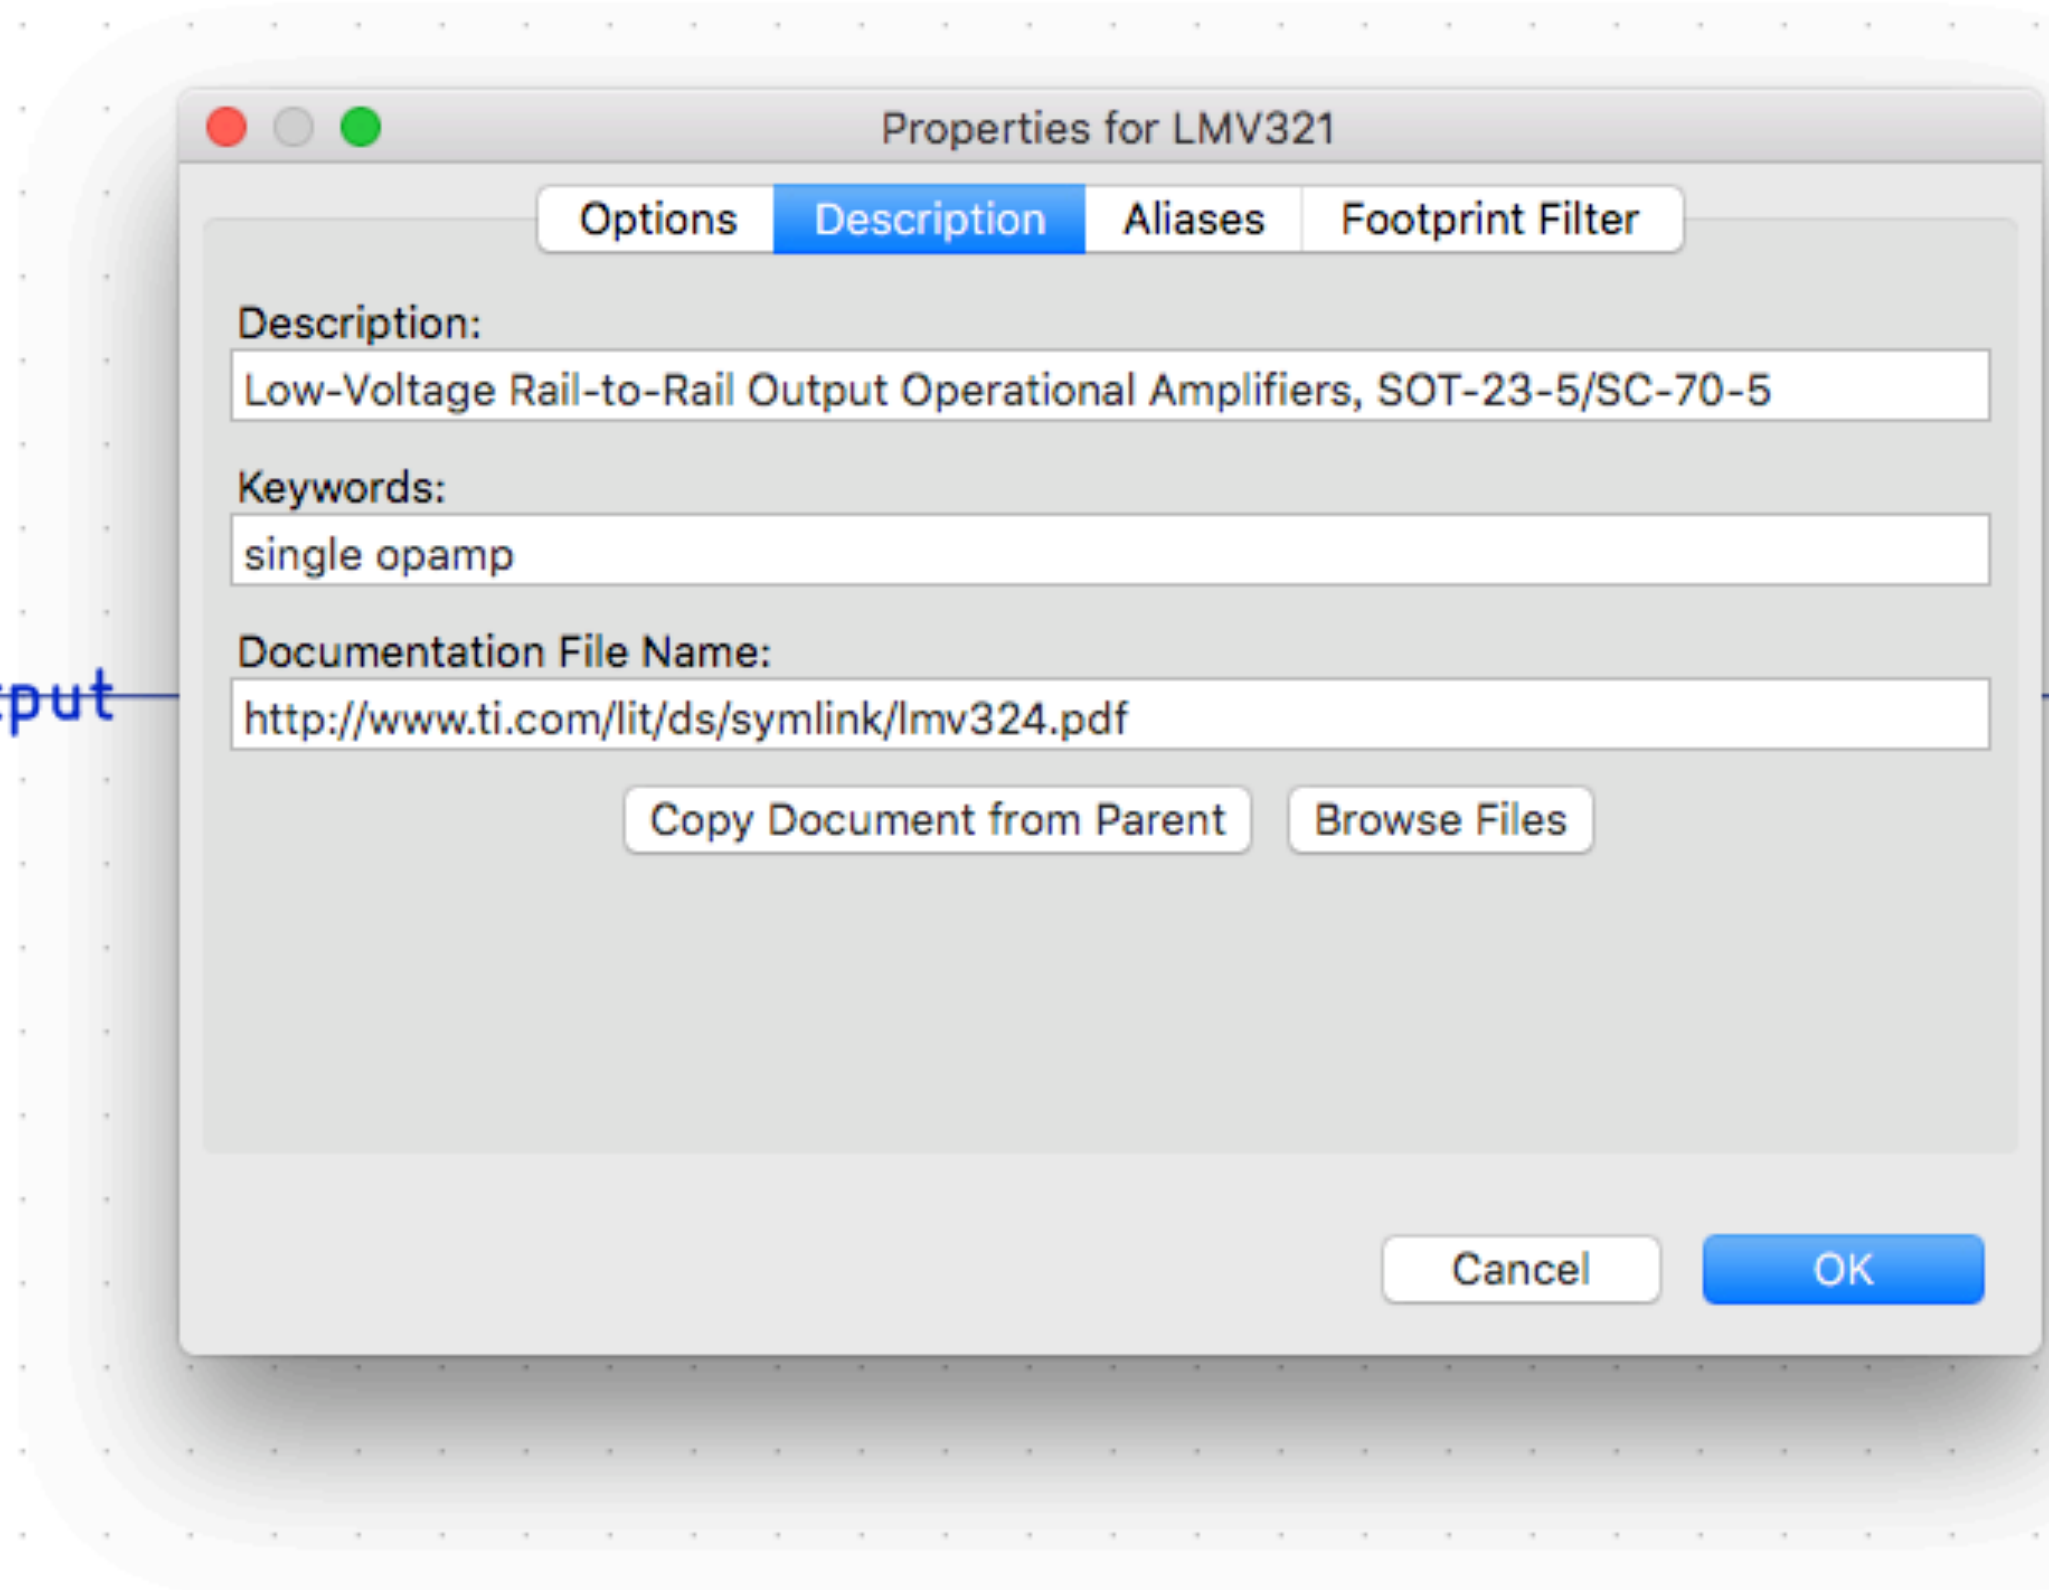 Properties for LMV321
Options Description Aliases Footprint Filter
Description:
Low-Voltage Rail-to-Rail Output Operational Amplifiers, SOT-23-5/SC-70-5
Keywords:
single opamp
Documentation File Name:
put
http://www.ti.com/lit/ds/symlink/lmv324.pdf
Copy Document from Parent Browse Files
Cancel OK